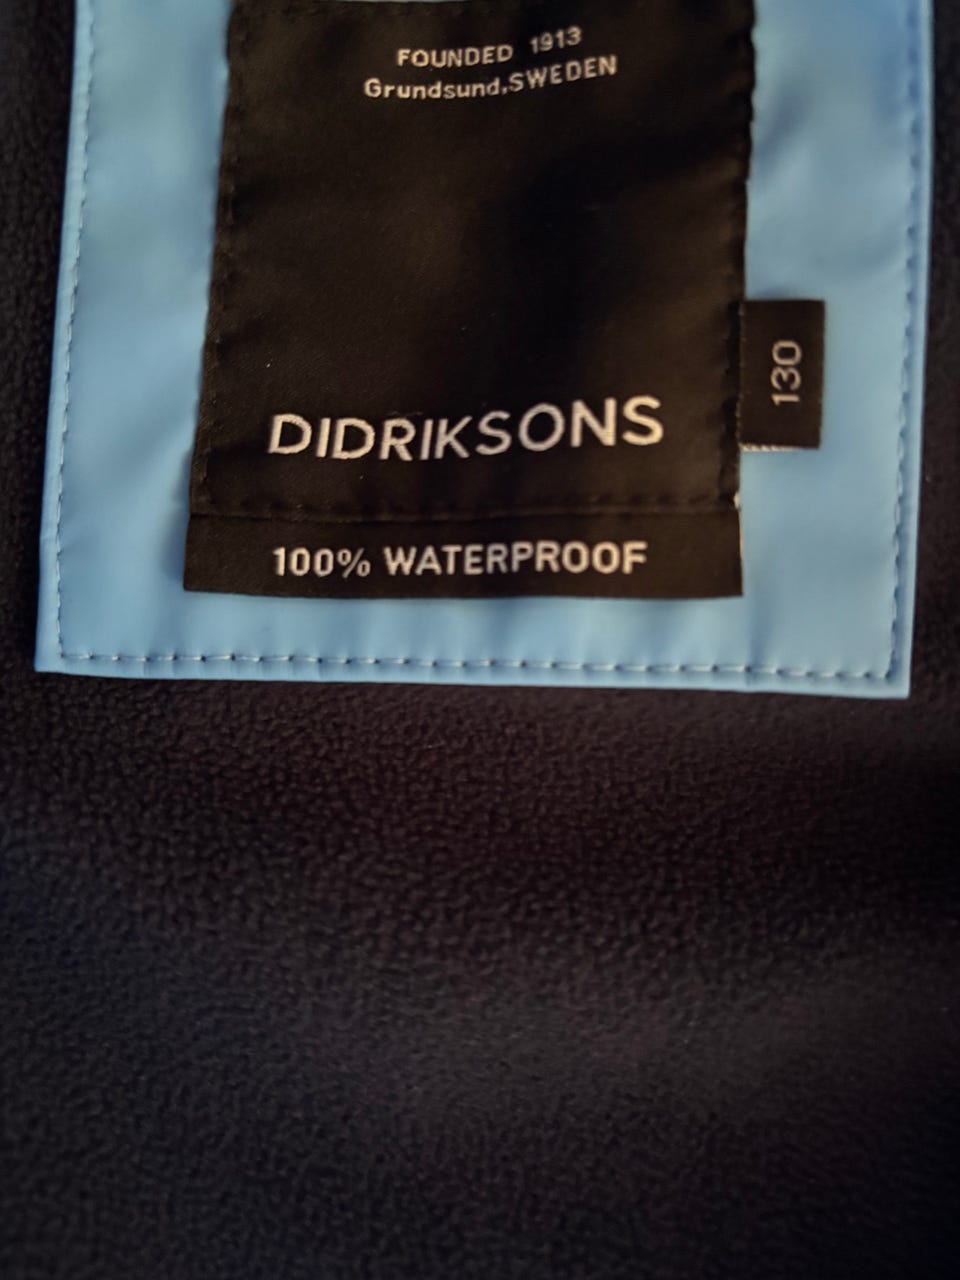 FOUNDED 1913
Grundsund,SWEDEN
130
DIDRIKSONS
100% WATERPROOF